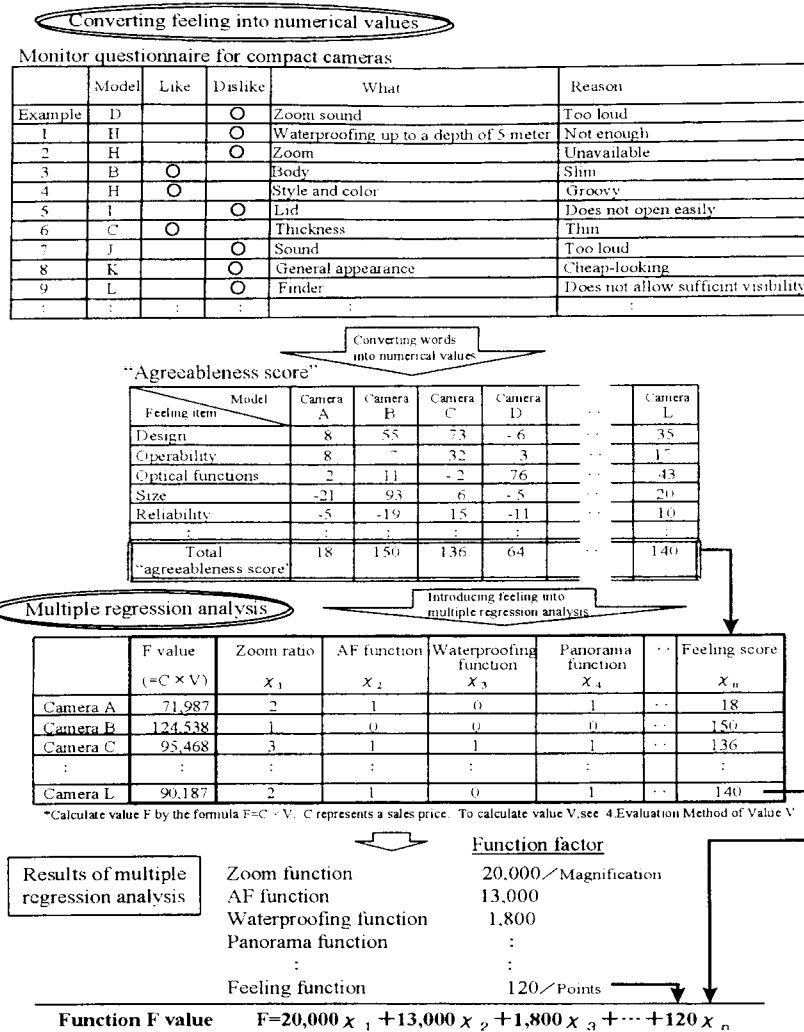 Converting feeling into numerical values
Monitor questionnaire for compact cameras
Model Like Dislike What Reason
Example D O Zoom sound Too loud
1 H O Waterproofing up to a depth of 5 meter Not enough
2 H O Zoom Unavailable
3 B O Body Slim
4 H O Style and color Groovy
5 I O Lid Does not open easily
6 C O Thickness Thin
7 J O Sound Too loud
8 K O General appearance Cheap-looking
9 L O Finder Does not allow sufficint visibility
: : : : : :
Converting words
into numerical values
"Agreeableness score"
Model Camera Camera Camera Camera ·· Camera
Feeling item A B C D L
Design 8 55 73 - 6 ·· 35
Operability 8 32 3 ··
Optical functions 2 11 - 2 76 ·· 43
Size -21 93 6 - 5 ·· 20
Reliability -5 -19 15 -11 ·· 10
: : : : : :
Total 18 150 136 64 ·· 140
"agreeableness score"
Multiple regression analysis
Introducing feeling into
multiple regression analysis
F value Zoom ratio AF function Waterproofing Panorama ·· Feeling score
function function
(=C × V) χ 1 χ 2 χ 3 χ 4 χ n
Camera A 71,987 2 1 0 1 ·· 18
Camera B 124,538 1 0 0 0 ·· 150
Camera C 95,468 3 1 1 1 ·· 136
: : : : : : :
Camera L 90,187 2 1 0 1 ·· 140
*Calculate value F by the formula F=C × V. C represents a sales price. To calculate value V,see 4.Evaluation Method of Value V
Function factor
Results of multiple
regression analysis
Zoom function 20,000/Magnification
AF function 13,000
Waterproofing function 1,800
Panorama function :
: :
Feeling function 120/Points
Function F value F=20,000 χ 1 +13,000 χ 2 +1,800 χ 3 +···+120 χ n